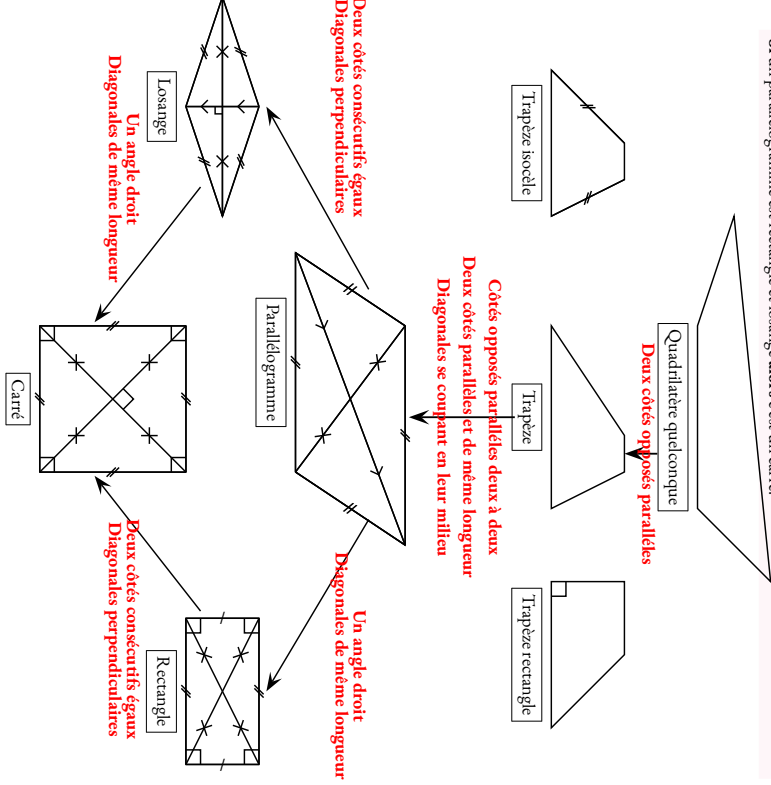 Quadrilatère quelconque
Deux côtés opposés paralléles
Trapèze isocèle
Trapèze
Trapèze rectangle
Côtés opposés paralléles deux à deux
Deux côtés parallèles et de même longueur
Diagonales se coupant en leur milieu
Deux côtés consécutifs égaux
Diagonales perpendiculaires
Parallélogramme
Un angle droit
Diagonales de même longueur
Losange
Rectangle
Un angle droit
Diagonales de même longueur
Deux côtés consécutifs égaux
Diagonales perpendiculaires
Carré